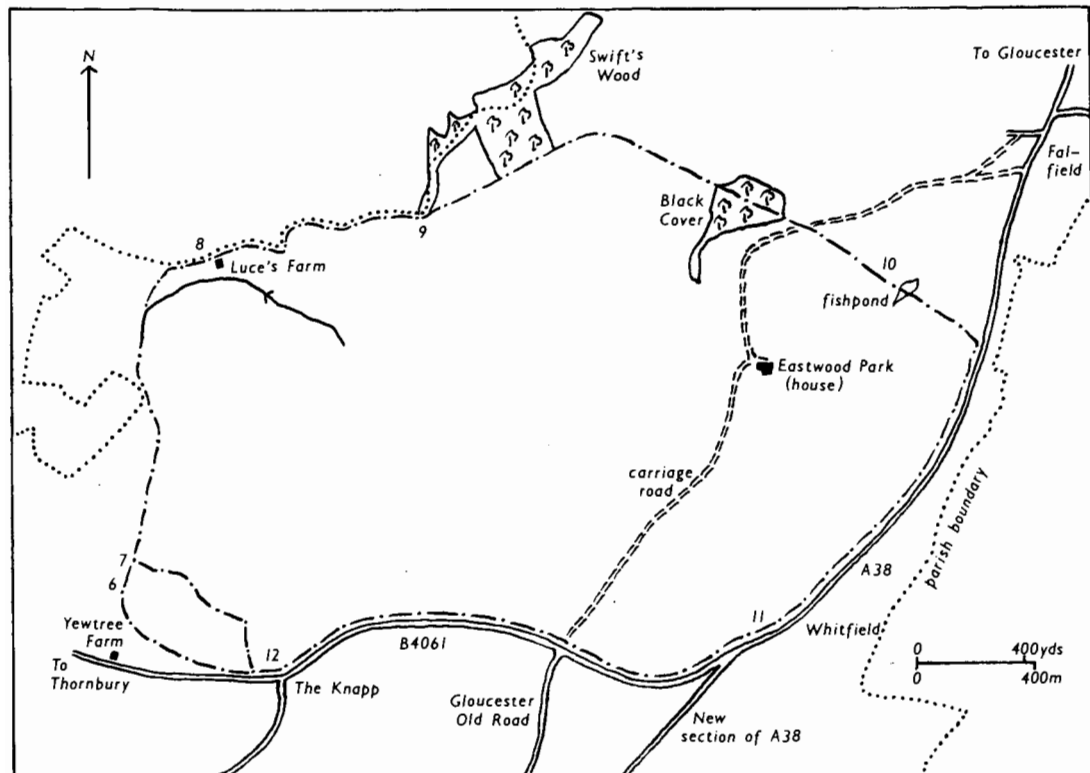 N
Swift's
Wood
To Gloucester
Fal-
field
Black
Cover
8
9
Luce's Farm
10
fishpond
Eastwood Park
(house)
carriage
road
parish boundary
7
6
A38
11
Whitfield
Yewtree
Farm
12
B4061
0 400yds
0 400m
To
Thornbury
The Knapp
Gloucester
Old Road
New
section of A38